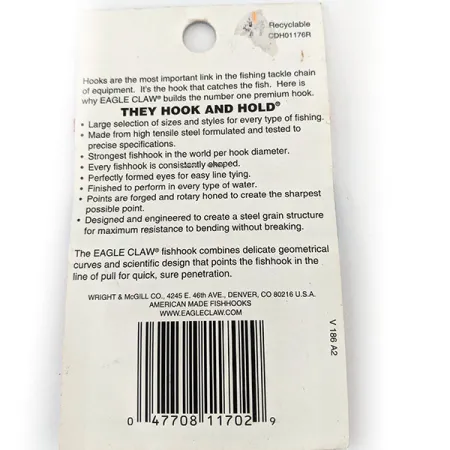 Recyclable
CDH01176R
Hooks are the most important link in the fishing tackle chain
of equipment. It's the hook that catches the fish. Here is
why EAGLE CLAW® builds the number one premium hook.
THEY HOOK AND HOLD®
• Large selection of sizes and styles for every type of fishing.
• Made from high tensile steel formulated and tested to
precise specifications.
• Strongest fishhook in the world per hook diameter.
• Every fishhook is consistently shaped.
• Perfectly formed eyes for easy line tying.
• Finished to perform in every type of water.
• Points are forged and rotary honed to create the sharpest
possible point.
• Designed and engineered to create a steel grain structure
for maximum resistance to bending without breaking.
The EAGLE CLAW® fishhook combines delicate geometrical
curves and scientific design that points the fishhook in the
line of pull for quick, sure penetration.
WRIGHT & McGILL CO., 4245 E. 46th AVE., DENVER, CO 80216 U.S.A.
AMERICAN MADE FISHHOOKS
WWW.EAGLECLAW.COM
V 186 A2
0 47708 11702 9